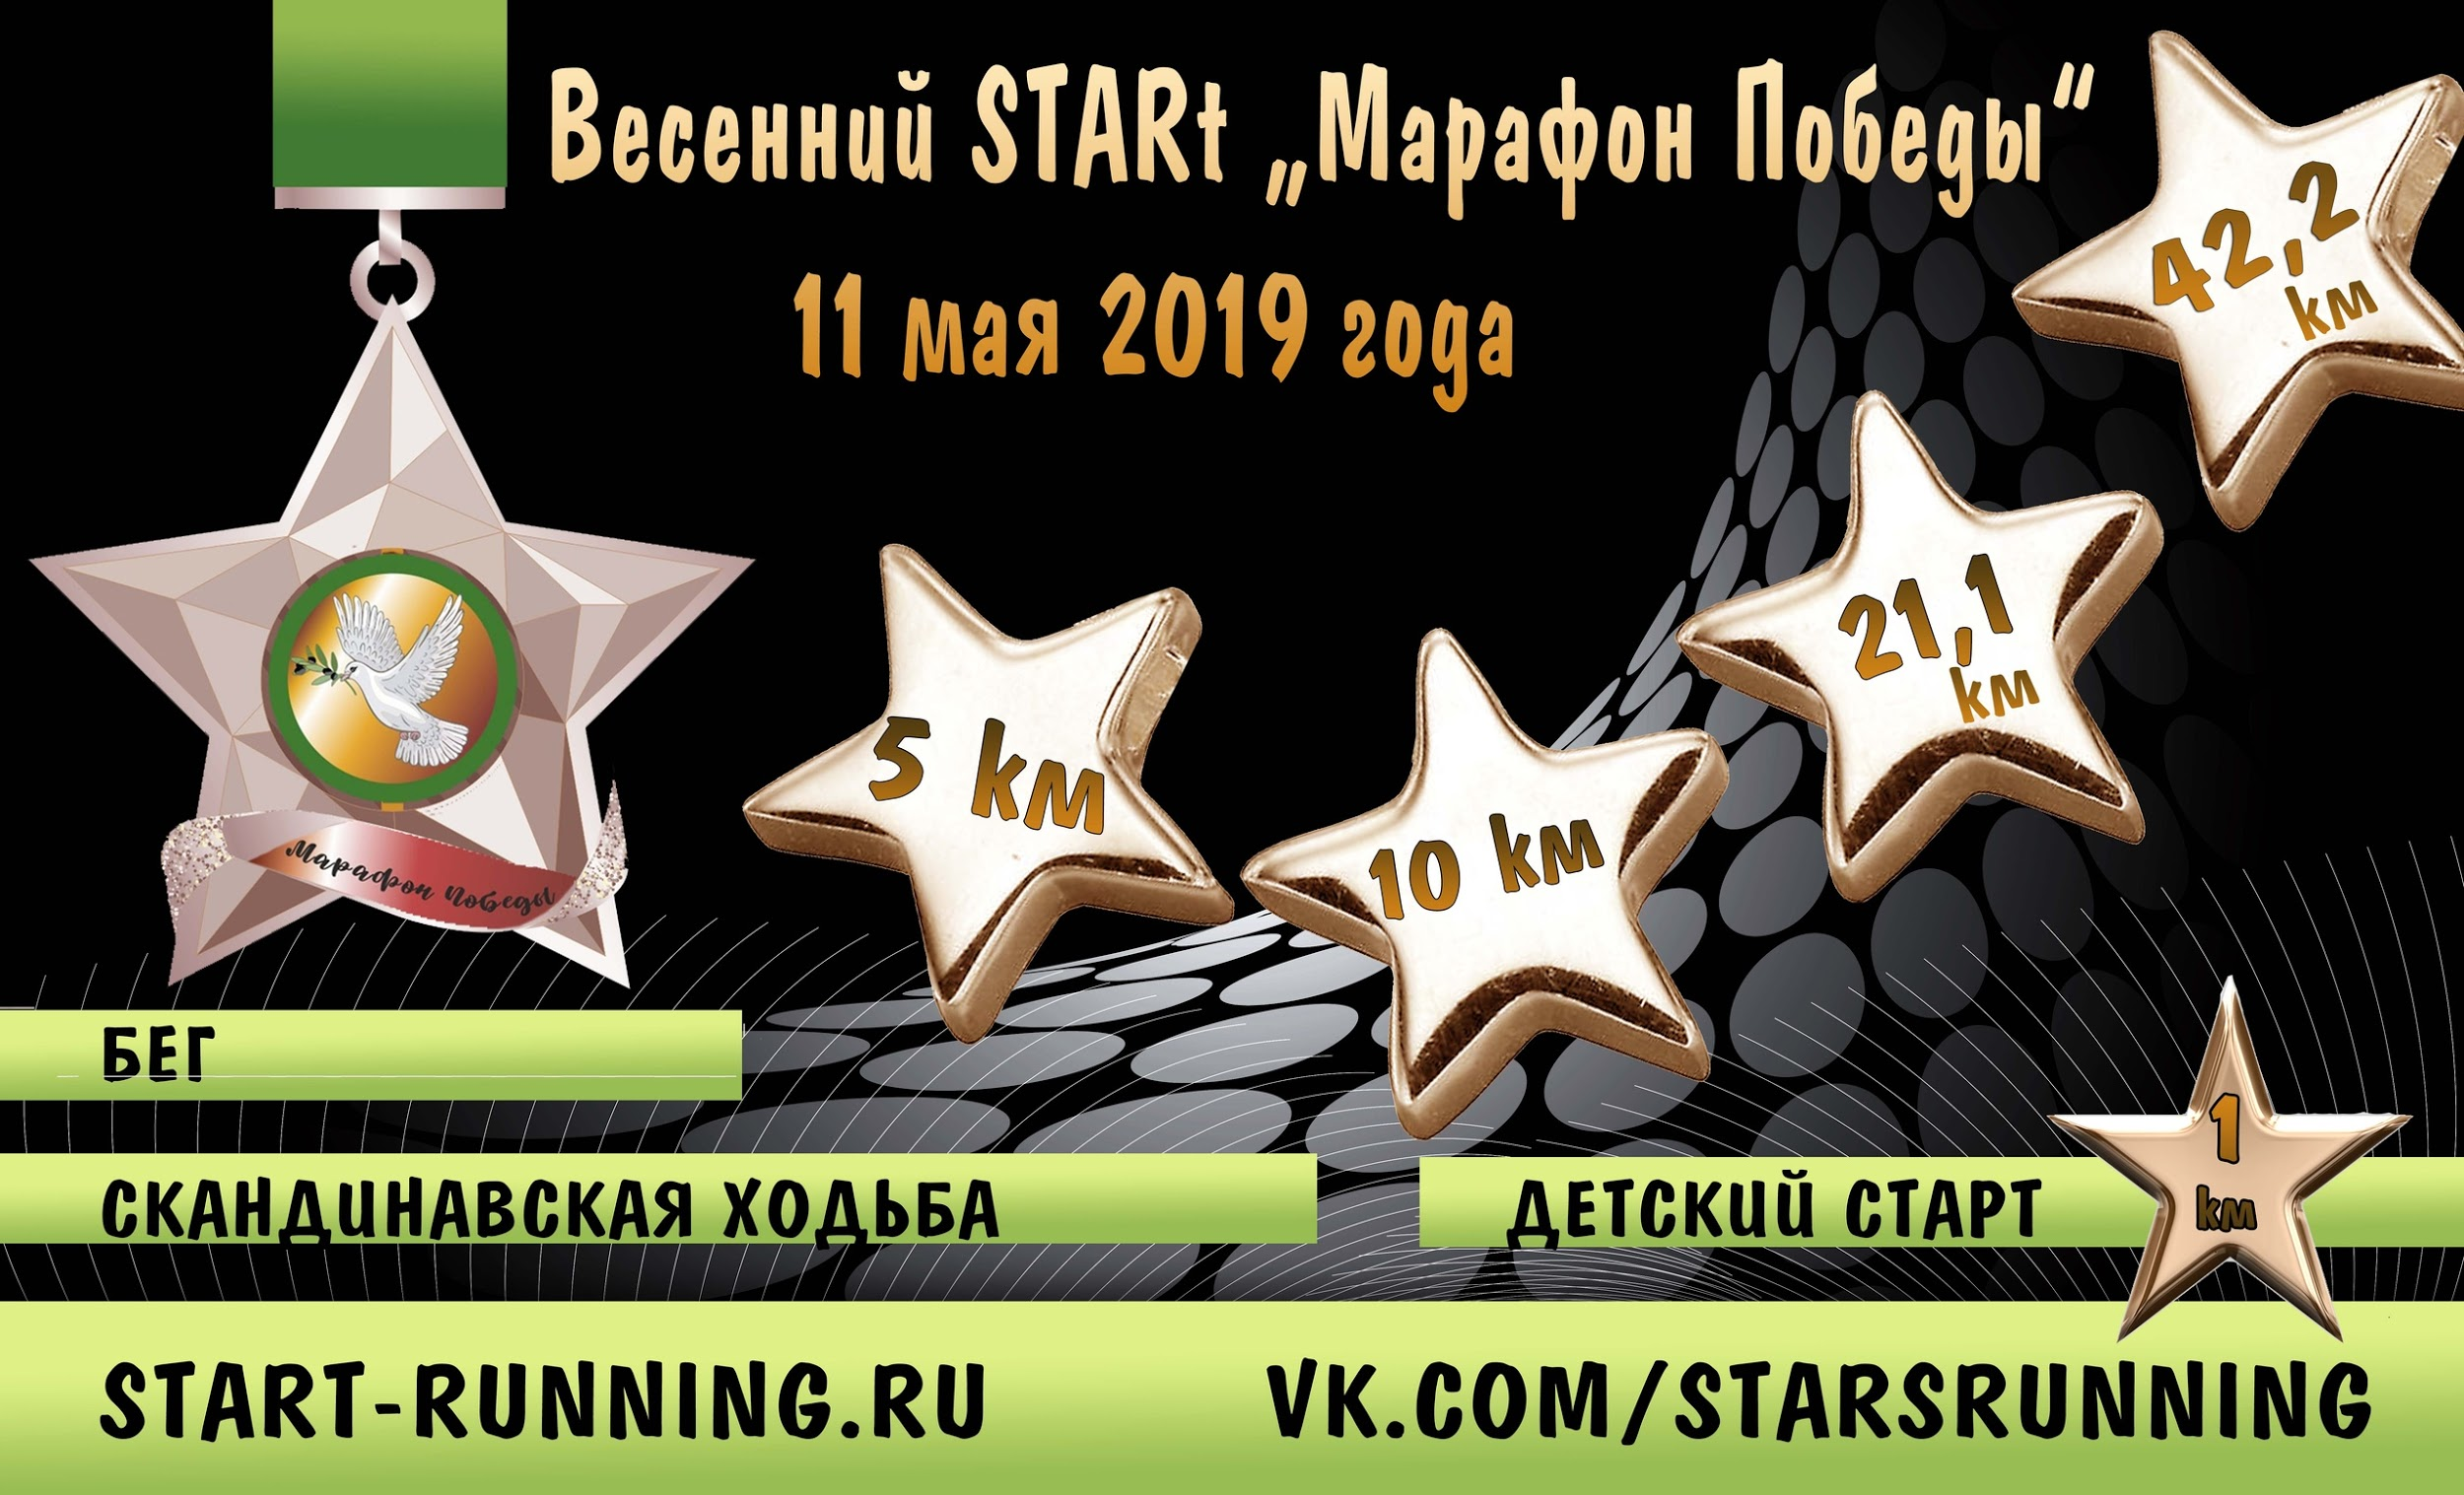 Весенний STARt „Марафон Победы“
11 мая 2019 года
42,2
км
21,1
км
5 км
10 км
Марафон Победы
БЕГ
СКАНДИНАВСКАЯ ХОДЬБА
ДЕТСКИЙ СТАРТ
1
км
START-RUNNING.RU
VK.COM/STARSRUNNING